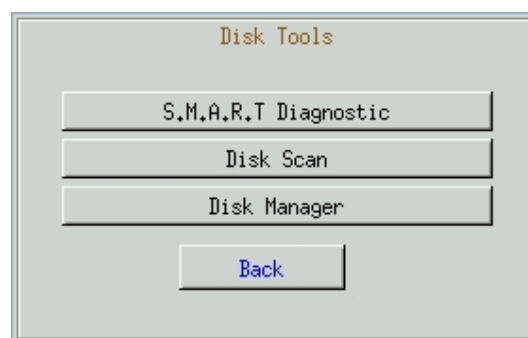 Disk Tools
S.M.A.R.T Diagnostic
Disk Scan
Disk Manager
Back